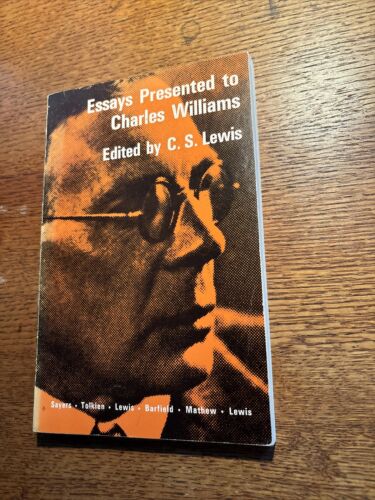 Essays Presented to
Charles Williams
Edited by C. S. Lewis
Sayers • Tolkien • Lewis • Barfield • Mathew • Lewis